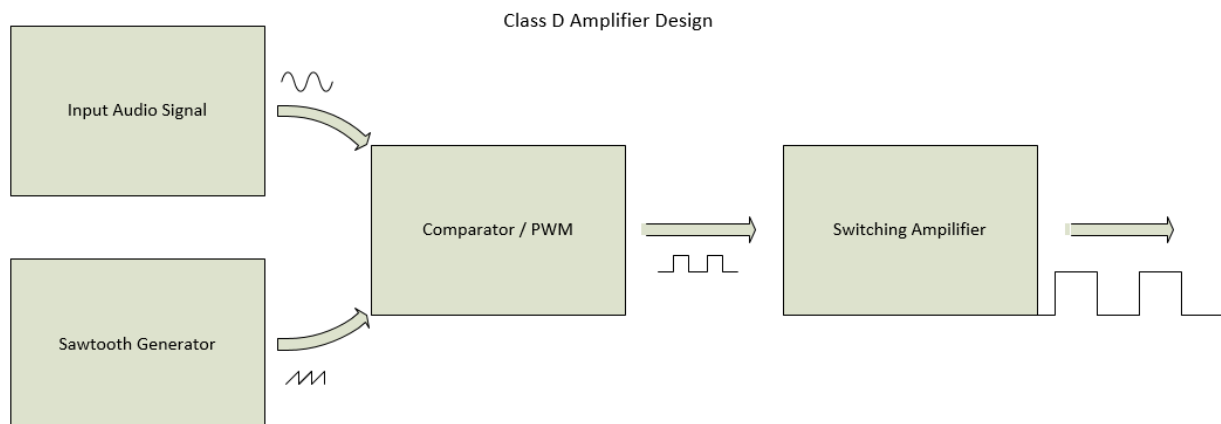 Class D Amplifier Design
Input Audio Signal
Comparator / PWM
Switching Ampilifier
Sawtooth Generator